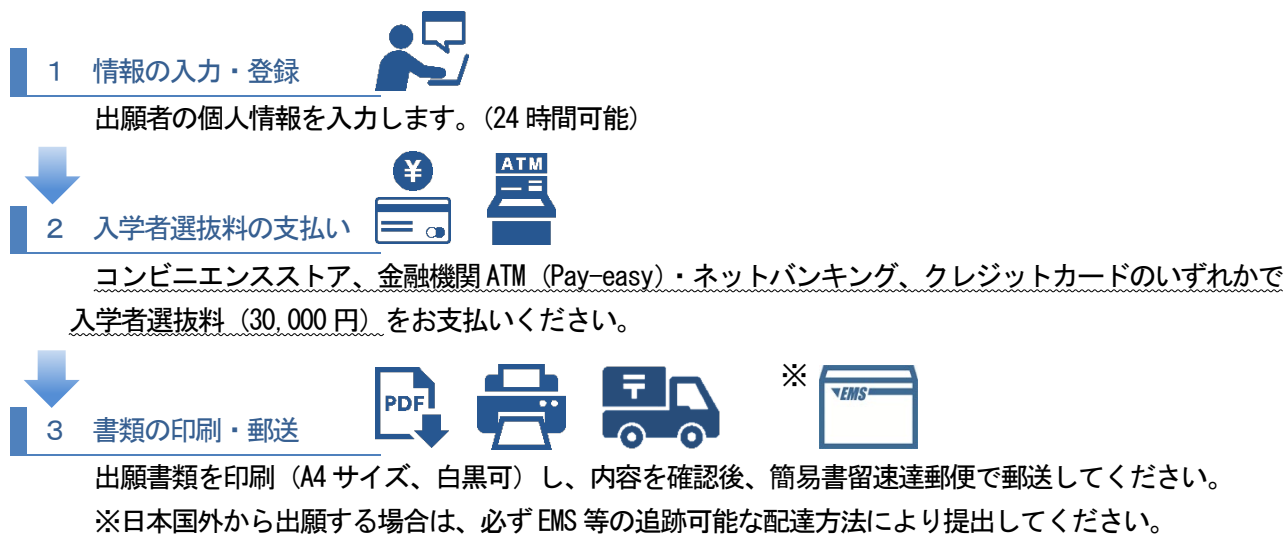 １ 情報の入力・登録
出願者の個人情報を入力します。（24 時間可能）
¥
ATM
２ 入学者選抜料の支払い
コンビニエンスストア、金融機関 ATM（Pay-easy）・ネットバンキング、クレジットカードのいずれかで
入学者選抜料（30,000 円）をお支払いください。
PDF
〒
※
EMS
３ 書類の印刷・郵送
出願書類を印刷（A4 サイズ、白黒可）し、内容を確認後、簡易書留速達郵便で郵送してください。
※日本国外から出願する場合は、必ず EMS 等の追跡可能な配達方法により提出してください。